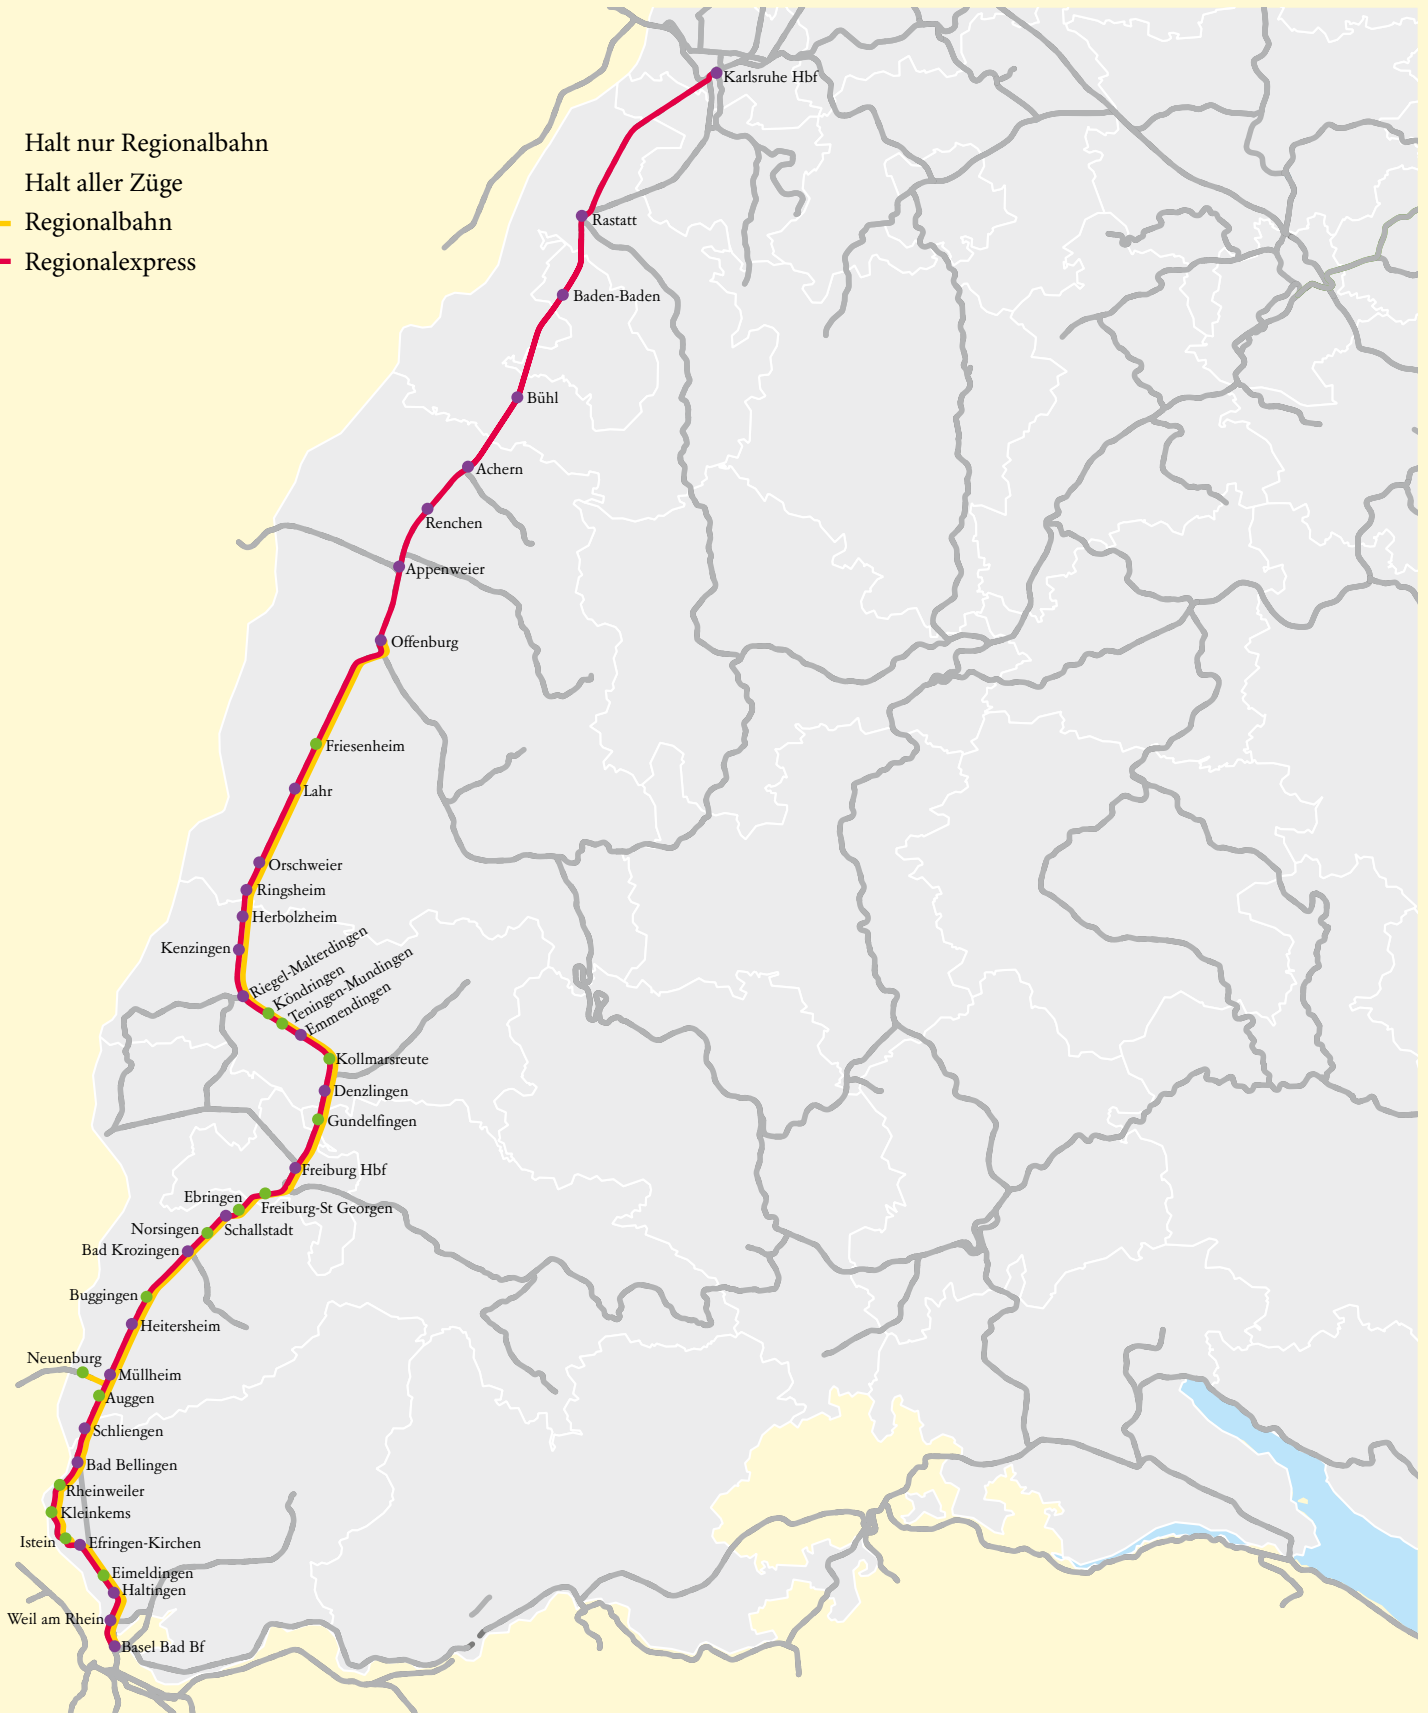 Karlsruhe Hbf
Halt nur Regionalbahn
Halt aller Züge
Regionalbahn
Regionalexpress
Rastatt
Baden-Baden
Bühl
Achern
Renchen
Appenweier
Offenburg
Friesenheim
Lahr
Orschweier
Ringsheim
Herbolzheim
Kenzingen
Riegel-Malterdingen
Köndringen
Teningen-Mundingen
Emmendingen
Kollmarsreute
Denzlingen
Gundelfingen
Freiburg Hbf
Ebringen
Freiburg-St Georgen
Norsingen
Schallstadt
Bad Krozingen
Buggingen
Heitersheim
Neuenburg
Müllheim
Auggen
Schliengen
Bad Bellingen
Rheinweiler
Kleinkems
Istein
Efringen-Kirchen
Eimeldingen
Haltingen
Weil am Rhein
Basel Bad Bf